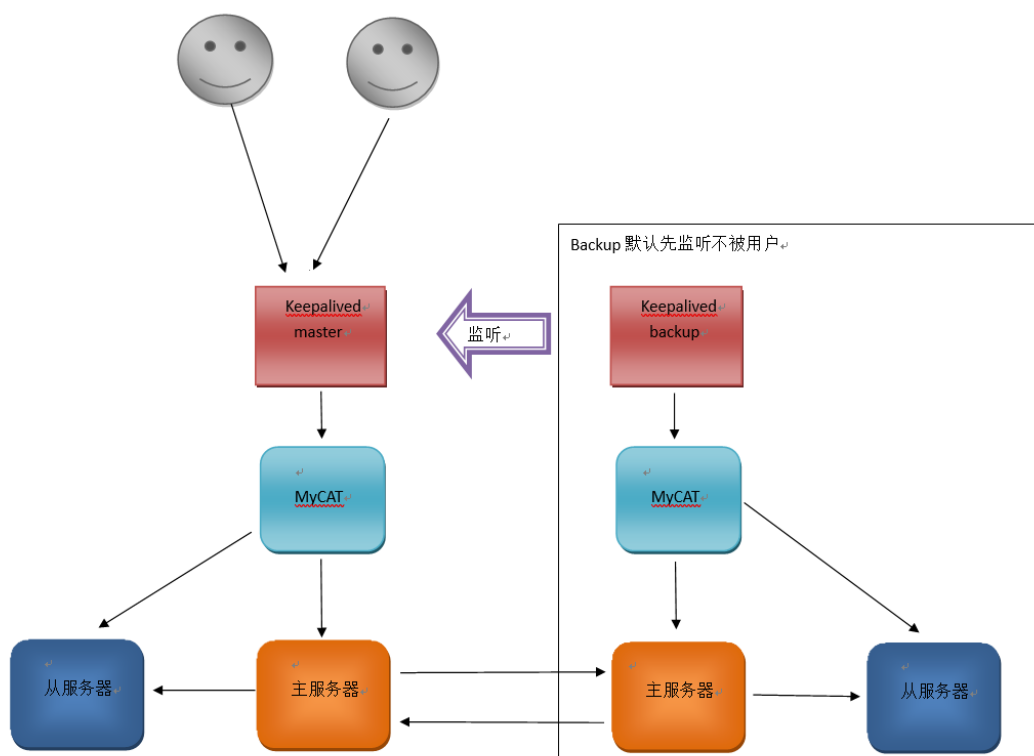 Backup 默认先监听不被用户
Keepalived
master
监听
Keepalived
backup
MyCAT
MyCAT
从服务器
主服务器
主服务器
从服务器